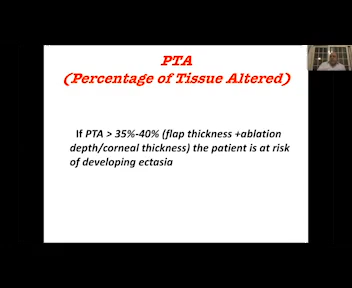 PTA
(Percentage of Tissue Altered)
If PTA > 35%-40% (flap thickness +ablation
depth/corneal thickness) the patient is at risk
of developing ectasia